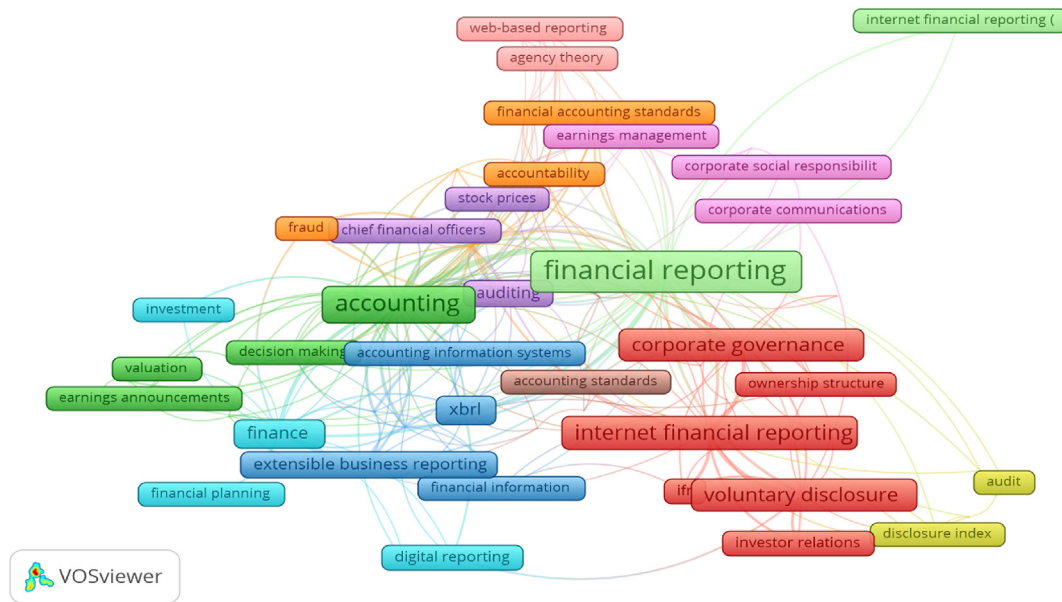 internet financial reporting (
web-based reporting
agency theory
financial accounting standards
earnings management
corporate social responsibilit
accountability
stock prices
corporate communications
fraud
chief financial officers
financial reporting
auditing
accounting
investment
corporate governance
decision making
accounting information systems
valuation
accounting standards
ownership structure
earnings announcements
xbrl
finance
internet financial reporting
extensible business reporting
audit
financial planning
financial information
ifr
voluntary disclosure
disclosure index
investor relations
digital reporting
VOSviewer